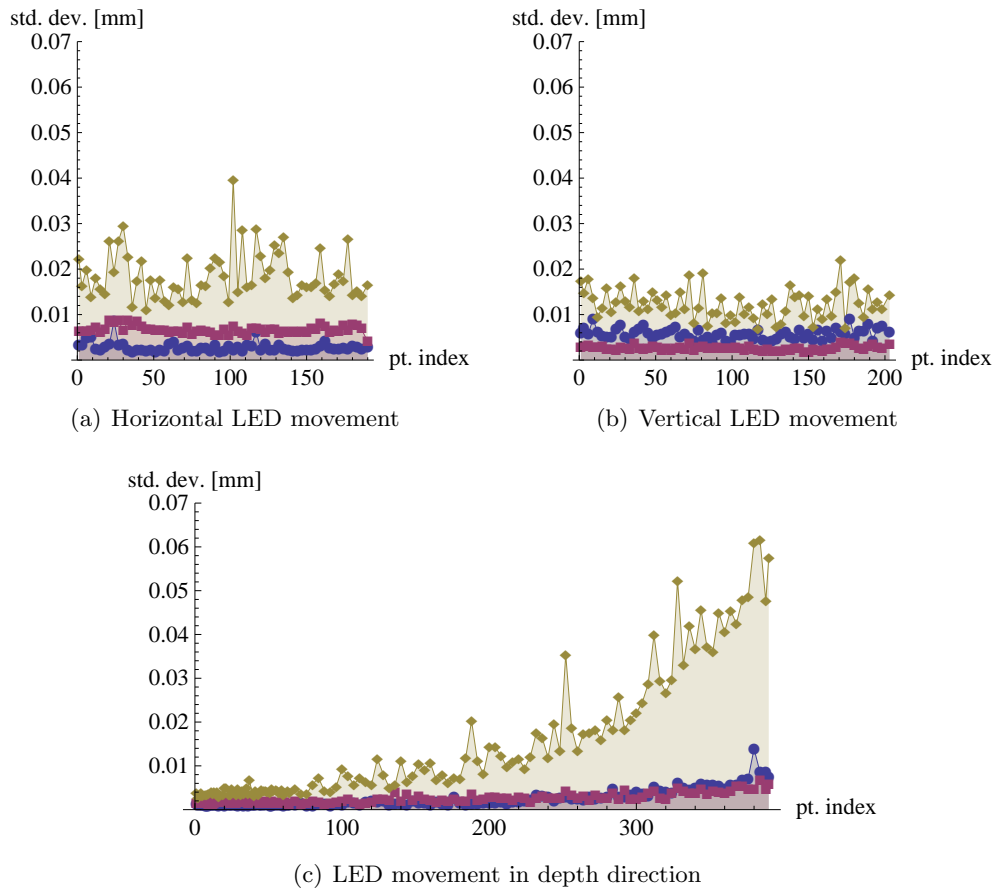 std. dev. [mm]
0.07
0.06
0.05
0.04
0.03
0.02
0.01
0 50 100 150
pt. index
(a) Horizontal LED movement
std. dev. [mm]
0.07
0.06
0.05
0.04
0.03
0.02
0.01
0 50 100 150 200
pt. index
(b) Vertical LED movement
std. dev. [mm]
0.07
0.06
0.05
0.04
0.03
0.02
0.01
0 100 200 300
pt. index
(c) LED movement in depth direction